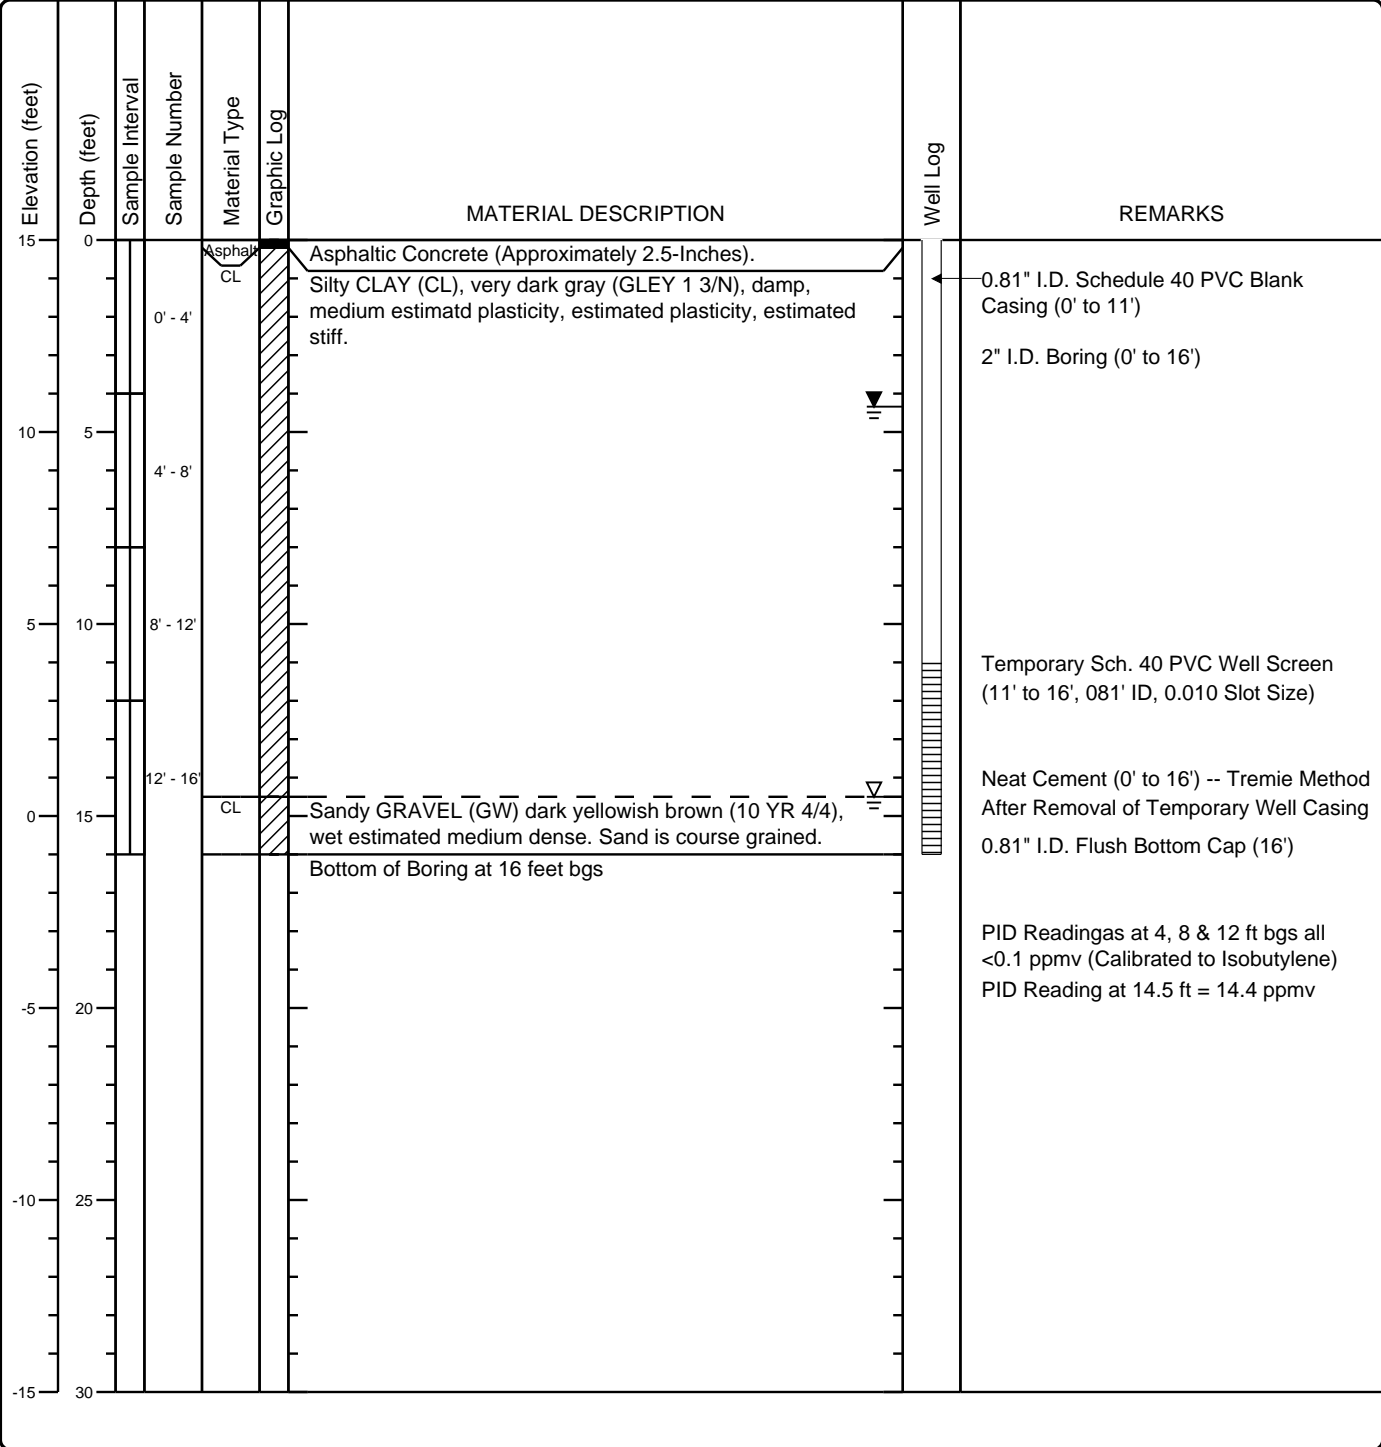 Elevation (feet)
Depth (feet)
Sample Interval
Sample Number
Material Type
Graphic Log
MATERIAL DESCRIPTION
Well Log
REMARKS
15
0
Asphalt
Asphaltic Concrete (Approximately 2.5-Inches).
CL
Silty CLAY (CL), very dark gray (GLEY 1 3/N), damp,
medium estimatd plasticity, estimated plasticity, estimated
stiff.
0.81" I.D. Schedule 40 PVC Blank
Casing (0' to 11')
0' - 4'
2" I.D. Boring (0' to 16')
10
5
4' - 8'
5
10
8' - 12'
Temporary Sch. 40 PVC Well Screen
(11' to 16', 081' ID, 0.010 Slot Size)
12' - 16'
Neat Cement (0' to 16') -- Tremie Method
After Removal of Temporary Well Casing
0
15
CL
Sandy GRAVEL (GW) dark yellowish brown (10 YR 4/4),
wet estimated medium dense. Sand is course grained.
0.81" I.D. Flush Bottom Cap (16')
Bottom of Boring at 16 feet bgs
PID Readingas at 4, 8 & 12 ft bgs all
<0.1 ppmv (Calibrated to Isobutylene)
PID Reading at 14.5 ft = 14.4 ppmv
-5
20
-10
25
-15
30